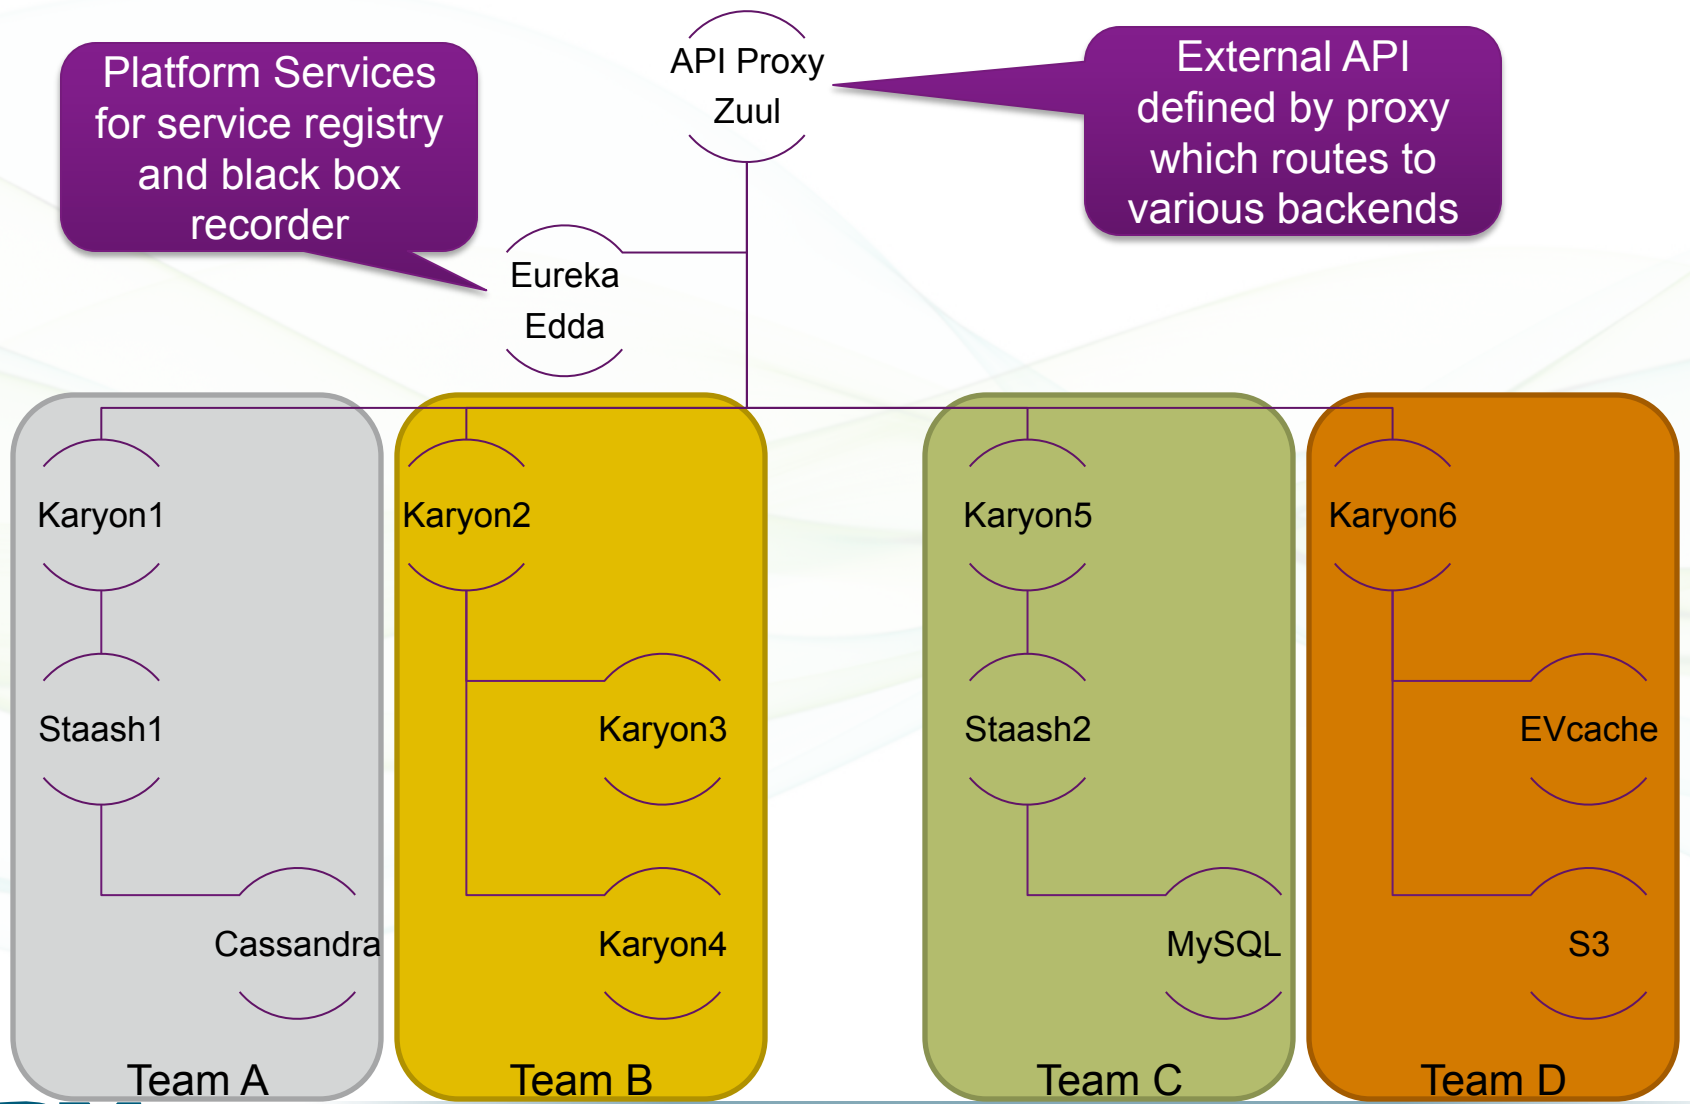 API Proxy
Zuul
Platform Services
for service registry
and black box
recorder
External API
defined by proxy
which routes to
various backends
Eureka
Edda
Karyon1
Karyon2
Karyon5
Karyon6
Staash1
Karyon3
Staash2
EVcache
Cassandra
Karyon4
MySQL
S3
Team A
Team B
Team C
Team D